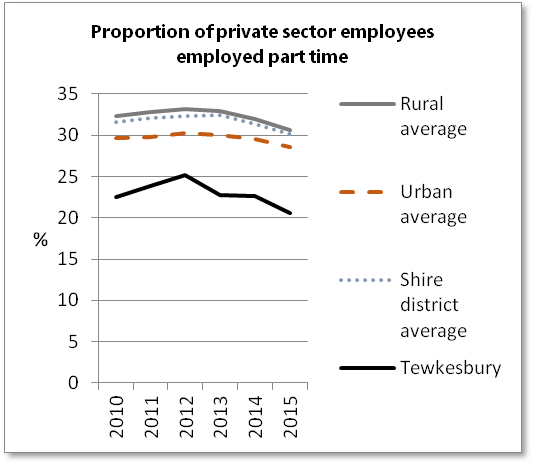 Proportion of private sector employees
employed part time
35
30
25
20
15
10
5
0
%
2010
2011
2012
2013
2014
2015
Rural
average
Urban
average
Shire
district
average
Tewkesbury